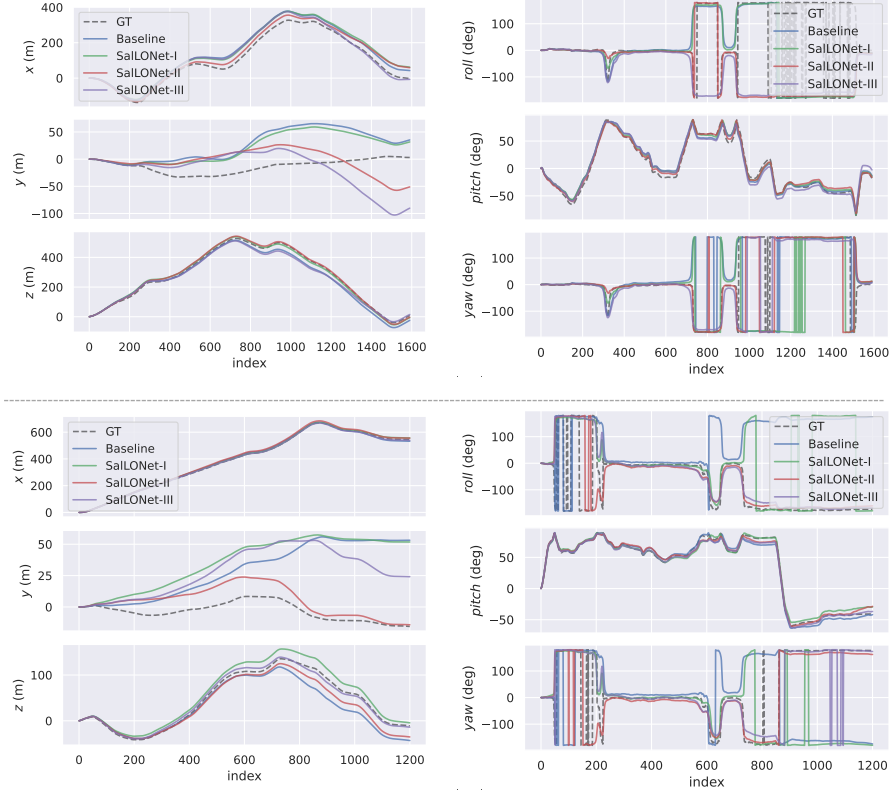 400
200
0
x (m)
GT
Baseline
SalLONet-I
SalLONet-II
SalLONet-III
50
0
−50
−100
y (m)
400
200
0
z (m)
0 200 400 600 800 1000 1200 1400 1600
index
100
0
−100
roll (deg)
GT
Baseline
SalLONet-I
SalLONet-II
SalLONet-III
50
0
−50
pitch (deg)
100
0
−100
yaw (deg)
0 200 400 600 800 1000 1200 1400 1600
index
600
400
200
0
x (m)
GT
Baseline
SalLONet-I
SalLONet-II
SalLONet-III
50
25
0
y (m)
100
0
z (m)
0 200 400 600 800 1000 1200
index
100
0
−100
roll (deg)
GT
Baseline
SalLONet-I
SalLONet-II
SalLONet-III
50
0
−50
pitch (deg)
100
0
−100
yaw (deg)
0 200 400 600 800 1000 1200
index